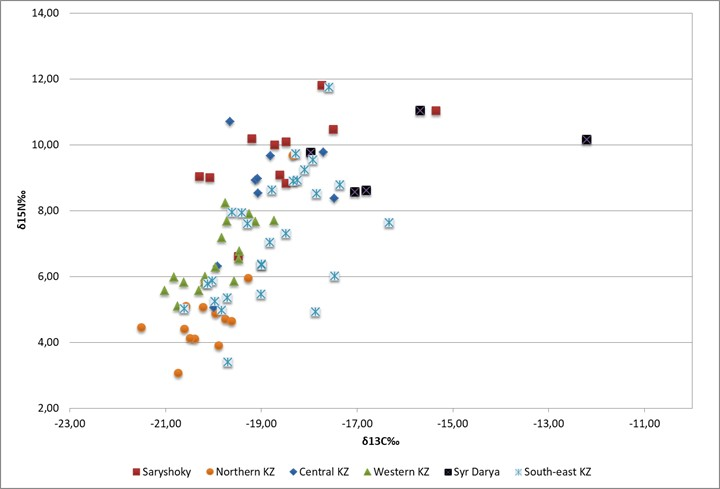 14,00
12,00
10,00
8,00
6,00
4,00
2,00
δ15N‰
-23,00 -21,00 -19,00 -17,00 -15,00 -13,00 -11,00
δ13C‰
Saryshoky Northern KZ Central KZ Western KZ Syr Darya South-east KZ